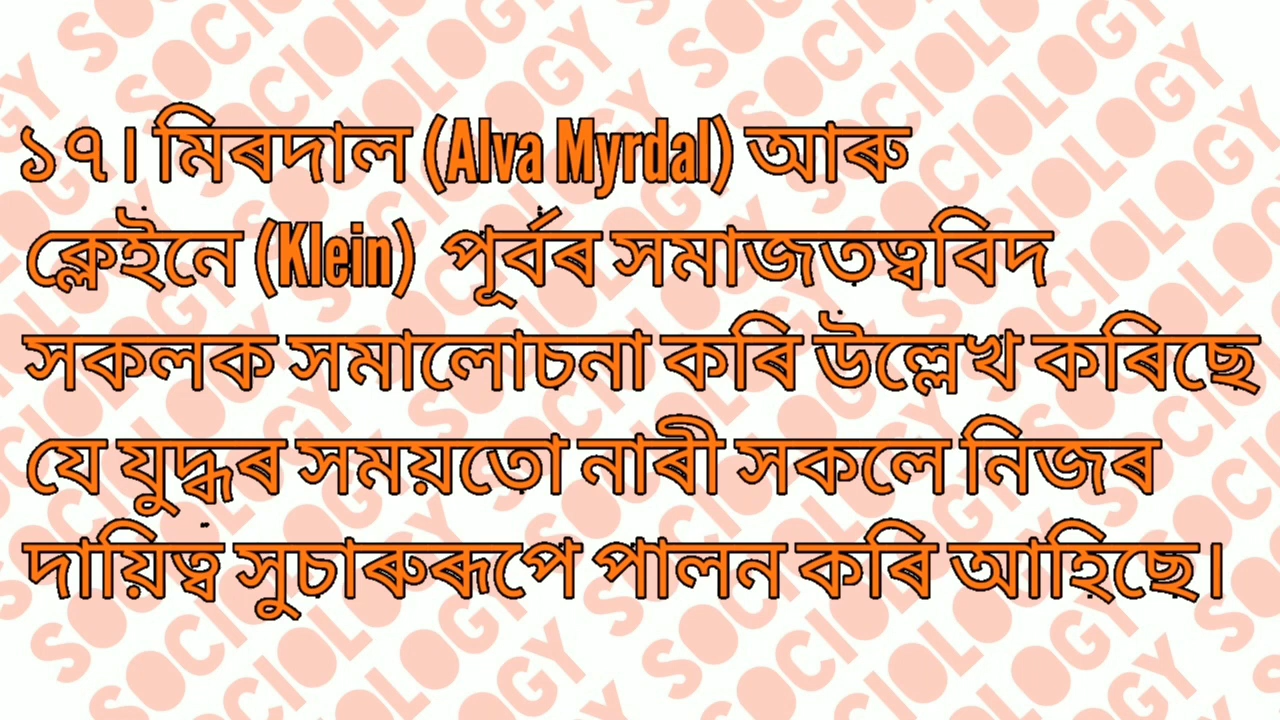 ১৭। মিৰদাল (Alva Myrdal) আৰু
ক্লেইনে (Klein) পূৰ্বৰ সমাজতত্ববিদ
সকলক সমালোচনা কৰি উল্লেখ কৰিছে
যে যুদ্ধৰ সময়তো নাৰী সকলে নিজৰ
দায়িত্ব সুচাৰুৰূপে পালন কৰি আহিছে।